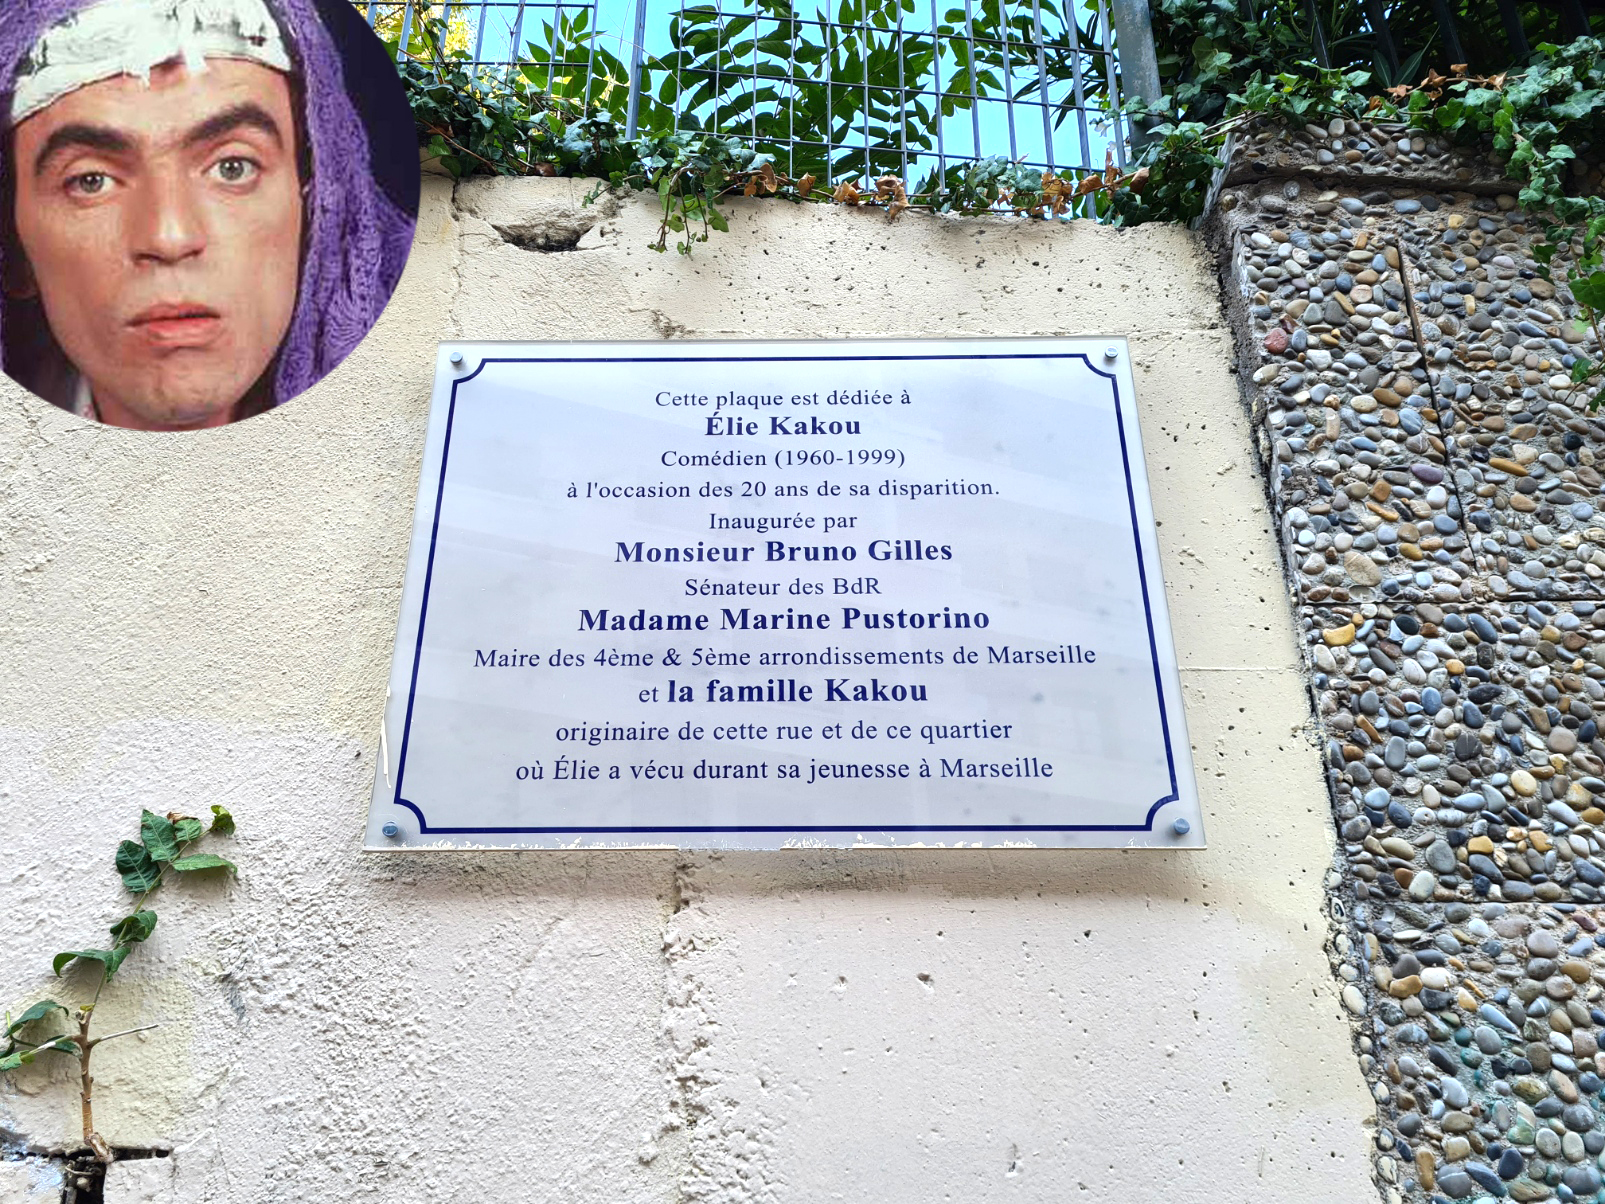 Cette plaque est dédiée à
Élie Kakou
Comédien (1960-1999)
à l'occasion des 20 ans de sa disparition.
Inaugurée par
Monsieur Bruno Gilles
Sénateur des BdR
Madame Marine Pustorino
Maire des 4ème & 5ème arrondissements de Marseille
et la famille Kakou
originaire de cette rue et de ce quartier
où Élie a vécu durant sa jeunesse à Marseille